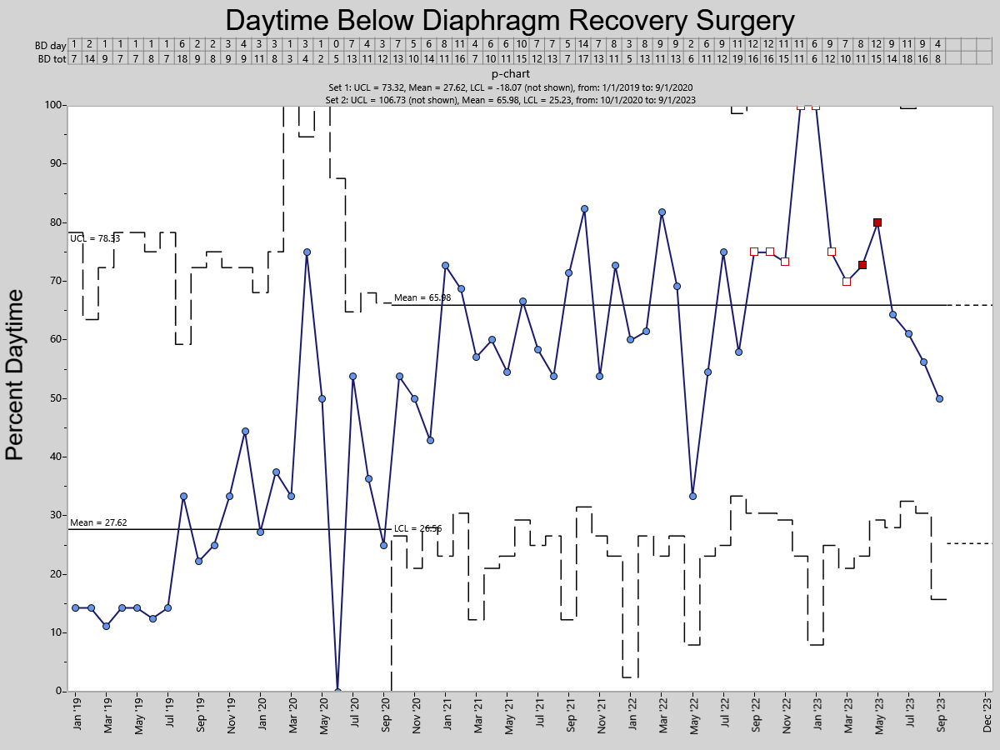 Daytime Below Diaphragm Recovery Surgery
BD day 1 2 1 1 1 1 1 6 2 2 3 4 3 3 1 3 1 0 7 4 3 7 5 6 8 11 4 6 6 10 7 7 5 14 7 8 3 8 9 9 2 6 9 11 12 12 11 11 6 9 7 8 12 9 11 9 4
BD tot 7 14 9 7 7 8 7 18 9 8 9 9 11 8 3 4 2 5 13 11 12 13 10 14 11 16 7 10 11 15 12 13 7 17 13 11 5 13 11 13 6 11 12 19 16 16 15 11 6 12 10 11 15 14 18 16 8
p-chart
Set 1: UCL = 73.32, Mean = 27.62, LCL = -18.07 (not shown), from: 1/1/2019 to: 9/1/2020
Set 2: UCL = 106.73 (not shown), Mean = 65.98, LCL = 25.23, from: 10/1/2020 to: 9/1/2023
Percent Daytime
100
90
80
70
60
50
40
30
20
10
0
UCL = 78.33
Mean = 65.98
Mean = 27.62
LCL = 26.56
Jan '19
Mar '19
May '19
Jul '19
Sep '19
Nov '19
Jan '20
Mar '20
May '20
Jul '20
Sep '20
Nov '20
Jan '21
Mar '21
May '21
Jul '21
Sep '21
Nov '21
Jan '22
Mar '22
May '22
Jul '22
Sep '22
Nov '22
Jan '23
Mar '23
May '23
Jul '23
Sep '23
Dec '23